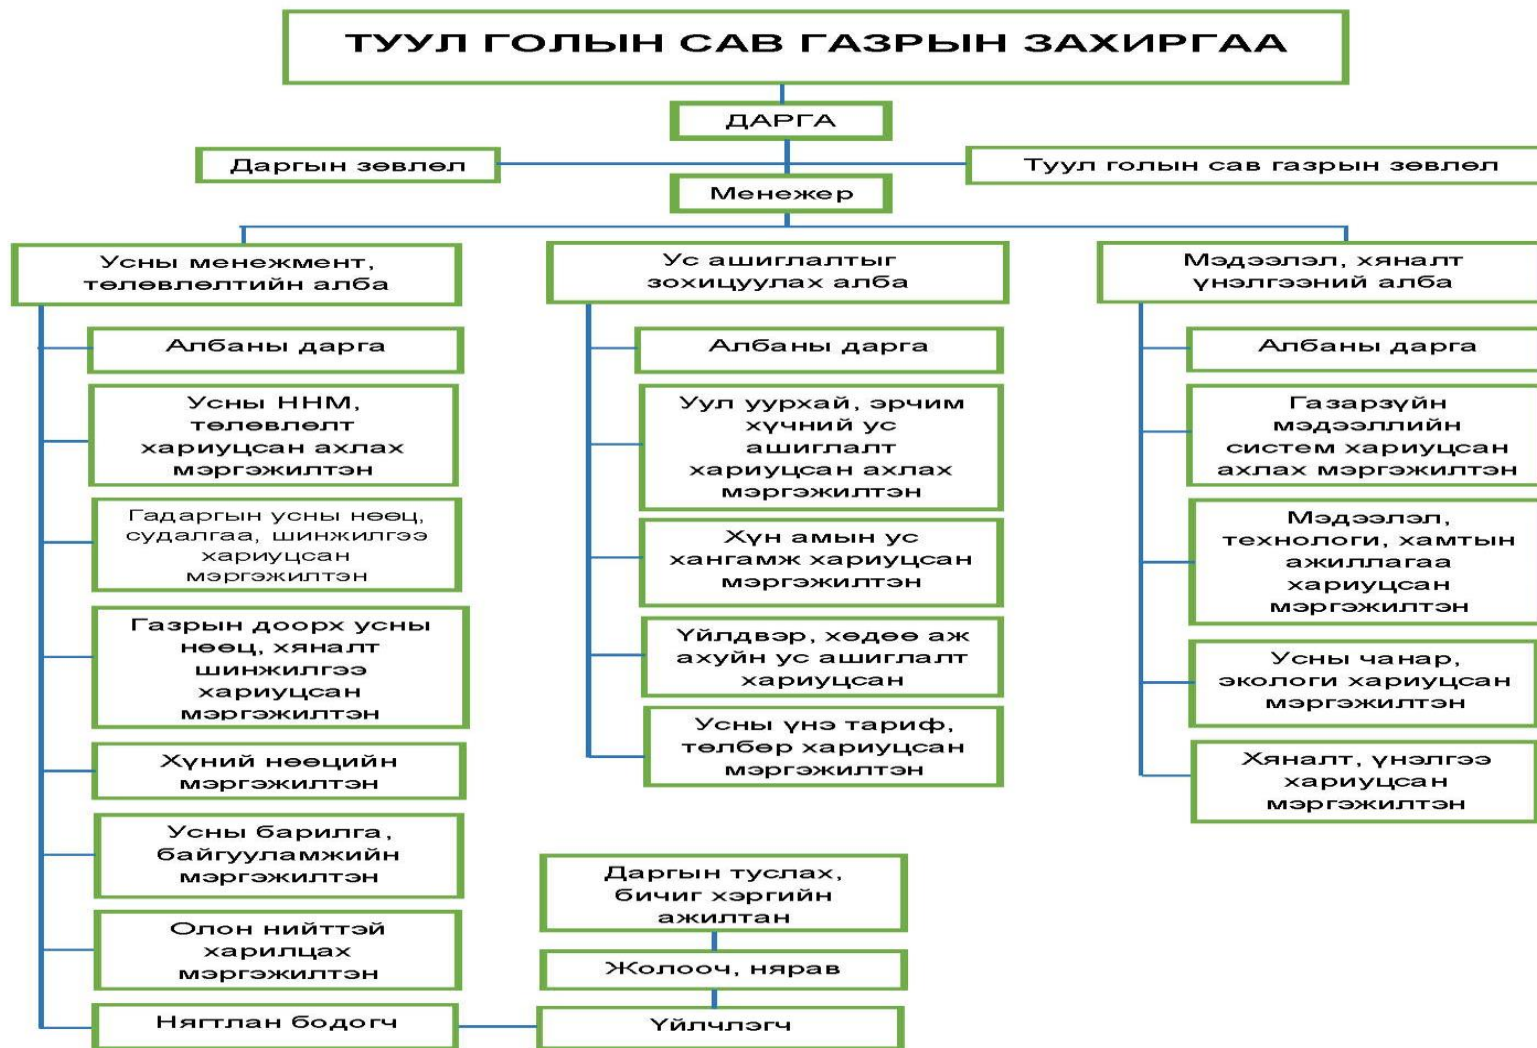 ТУУЛ ГОЛЫН САВ ГАЗРЫН ЗАХИРГАА
ДАРГА
Даргын зөвлөл
Туул голын сав газрын зөвлөл
Менежер
Усны менежмент,
төлөвлөлтийн алба
Албаны дарга
Усны ННМ,
төлөвлөлт
хариуцсан ахлах
мэргэжилтэн
Гадаргын усны нөөц,
судалгаа, шинжилгээ
хариуцсан
мэргэжилтэн
Газрын доорх усны
нөөц, хяналт
шинжилгээ
хариуцсан
мэргэжилтэн
Хүний нөөцийн
мэргэжилтэн
Усны барилга,
байгууламжийн
мэргэжилтэн
Олон нийттэй
харилцах
мэргэжилтэн
Нягтлан бодогч
Ус ашиглалтыг
зохицуулах алба
Албаны дарга
Уул уурхай, эрчим
хүчний ус
ашиглалт
хариуцсан ахлах
мэргэжилтэн
Хүн амын ус
хангамж хариуцсан
мэргэжилтэн
Үйлдвэр, хөдөө аж
ахуйн ус ашиглалт
хариуцсан
Усны үнэ тариф,
төлбөр хариуцсан
мэргэжилтэн
Даргын туслах,
бичиг хэргийн
ажилтан
Жолооч, нярав
Үйлчлэгч
Мэдээлэл, хяналт
үнэлгээний алба
Албаны дарга
Газарзүйн
мэдээллийн
систем хариуцсан
ахлах мэргэжилтэн
Мэдээлэл,
технологи, хамтын
ажиллагаа
хариуцсан
мэргэжилтэн
Усны чанар,
экологи хариуцсан
мэргэжилтэн
Хяналт, үнэлгээ
хариуцсан
мэргэжилтэн